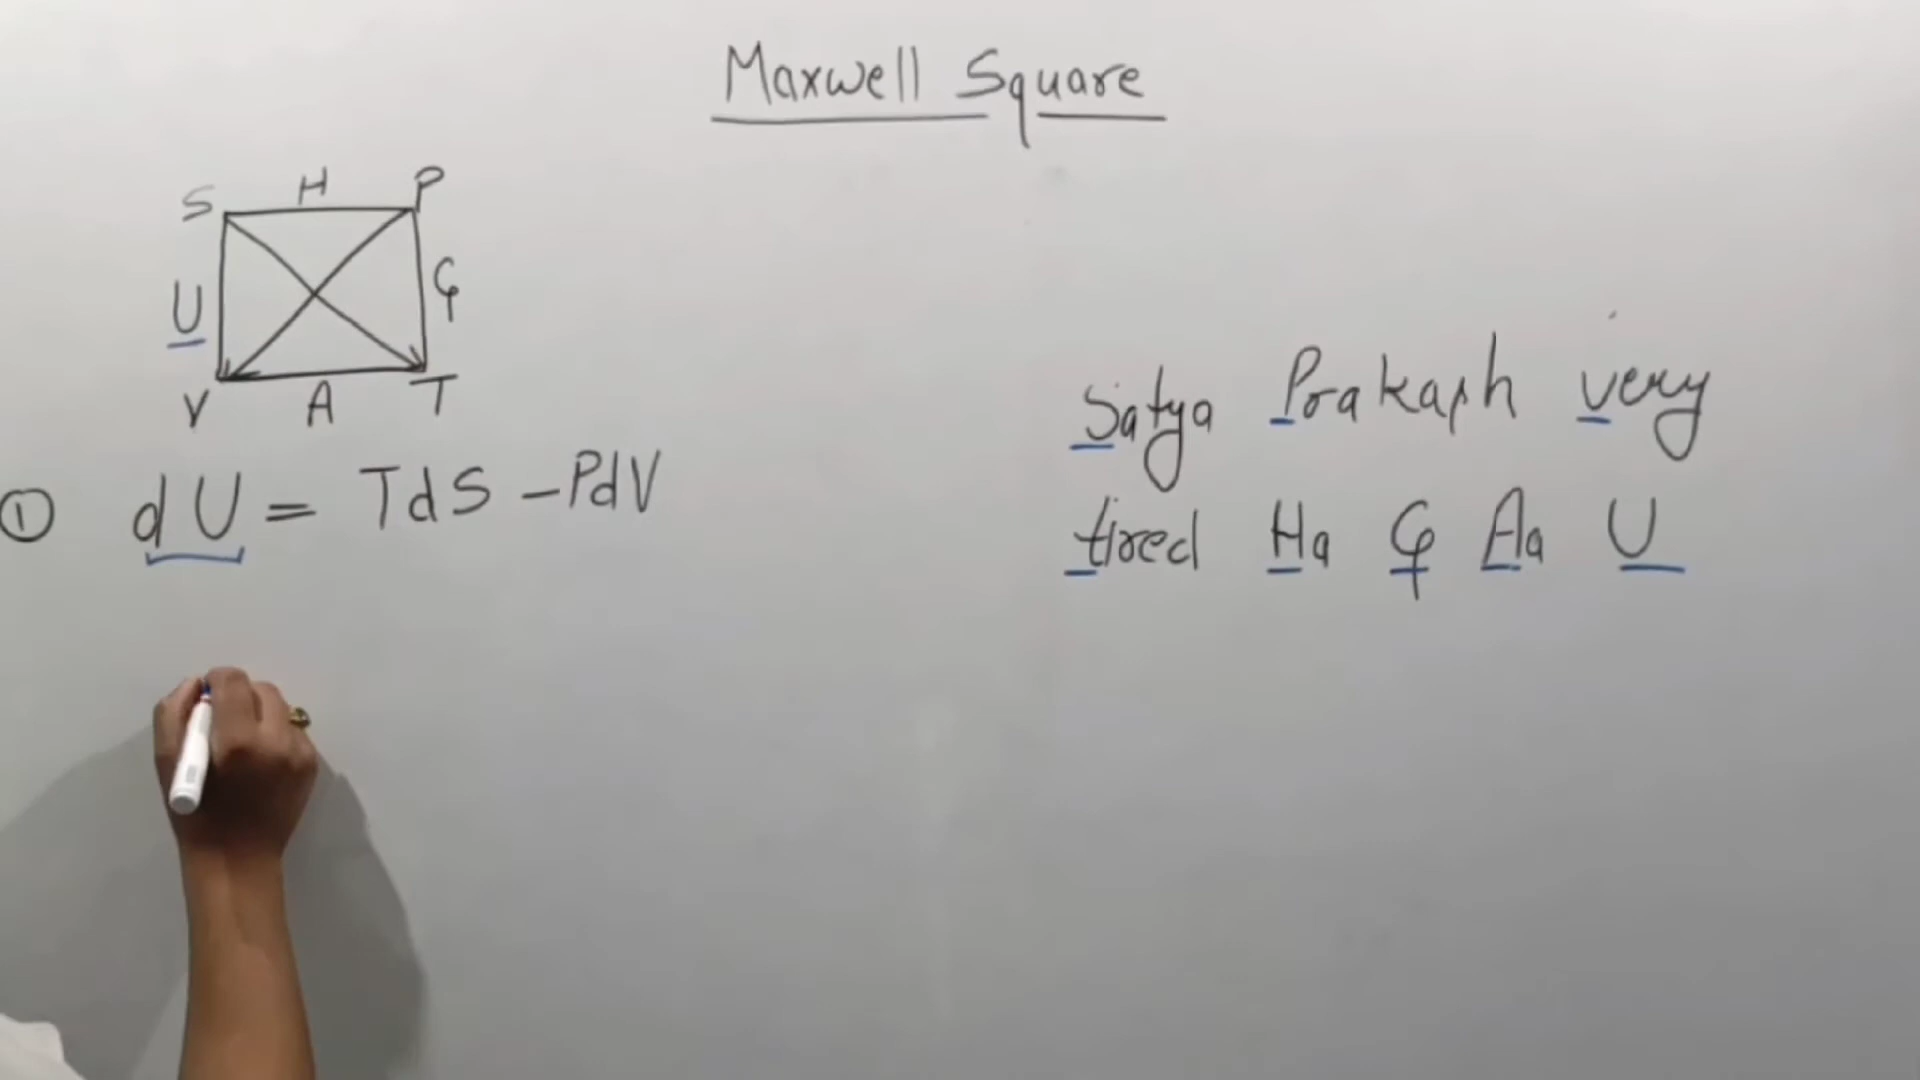 Maxwell Square
S H P
U G
V A T
① dU = TdS - PdV
Satya Prakash very
tired Ha G Aa U